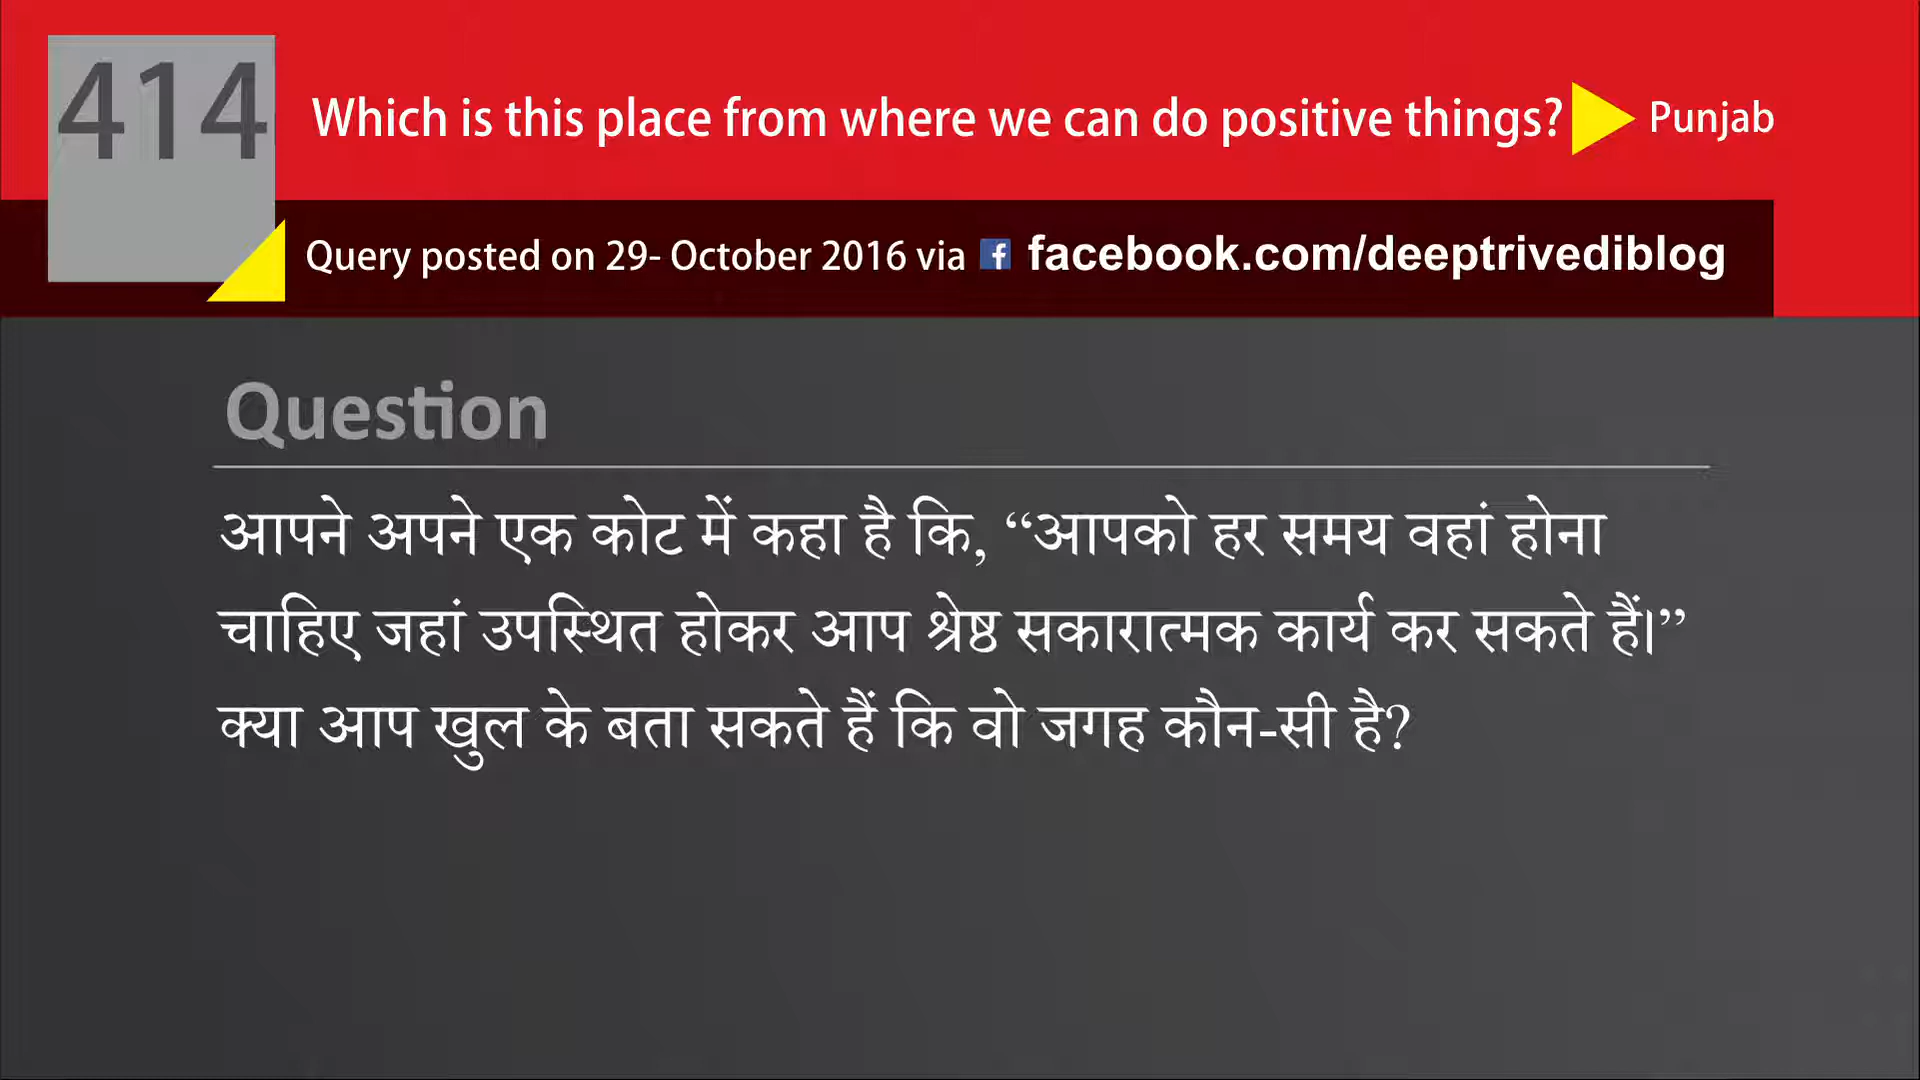 414
Which is this place from where we can do positive things? Punjab
Query posted on 29- October 2016 via facebook.com/deeptrivediblog
Question
आपने अपने एक कोट में कहा है कि, “आपको हर समय वहां होना
चाहिए जहां उपस्थित होकर आप श्रेष्ठ सकारात्मक कार्य कर सकते हैं।”
क्या आप खुल के बता सकते हैं कि वो जगह कौन-सी है?